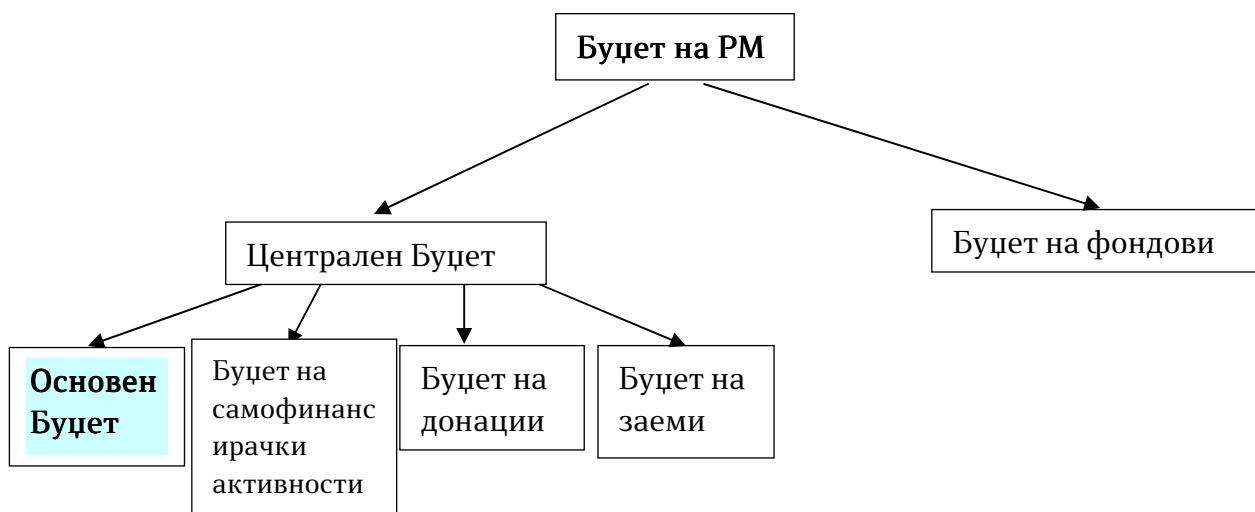 Буџет на РМ
Централен Буџет
Буџет на фондови
Основен
Буџет
Буџет на
самофинанс
ирачки
активности
Буџет на
донации
Буџет на
заеми